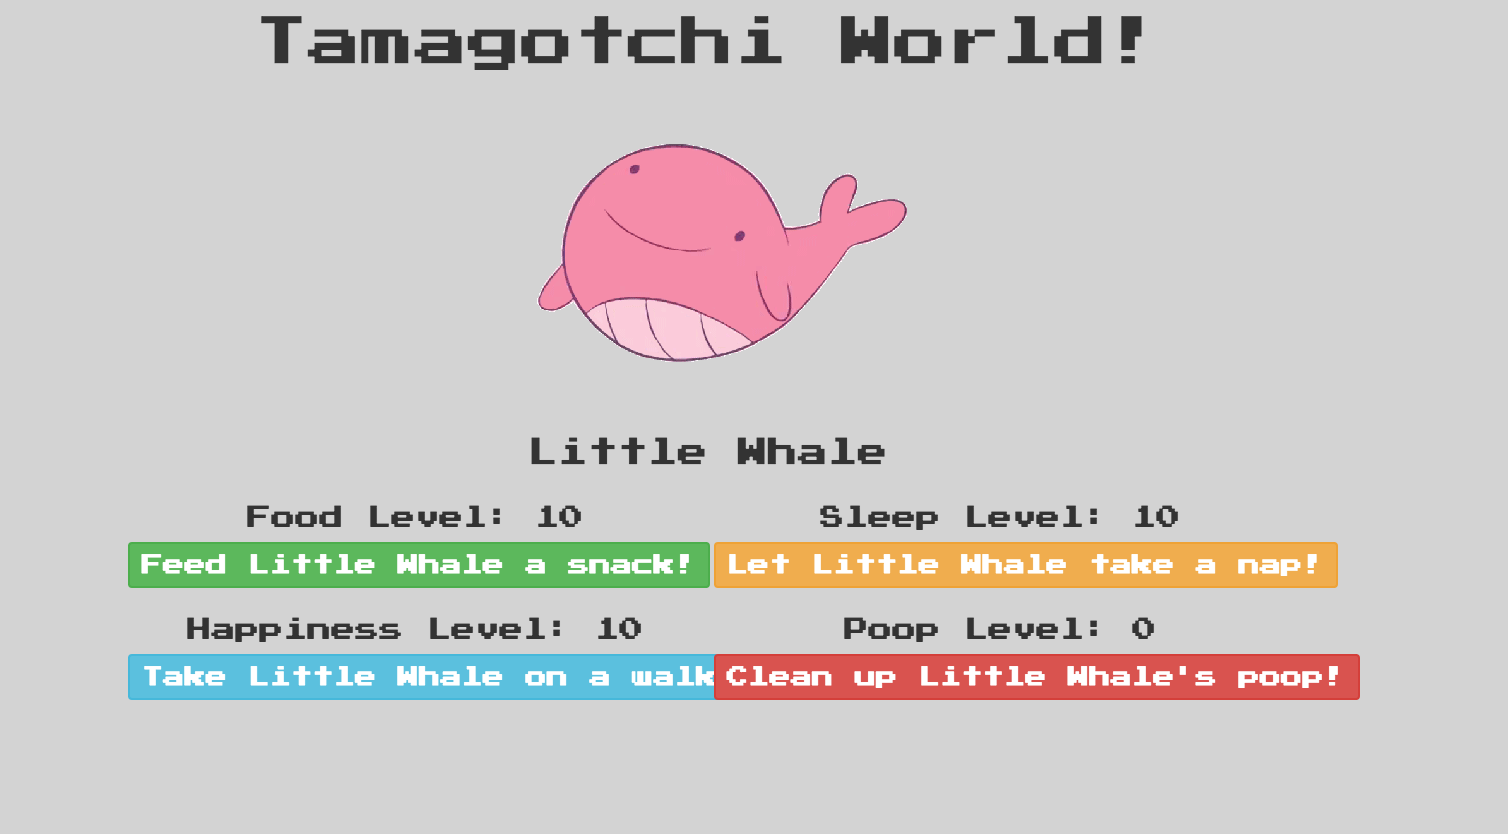 Tamagotchi World!
Little Whale
Food Level: 10
Sleep Level: 10
Feed Little Whale a snack!
Let Little Whale take a nap!
Happiness Level: 10
Poop Level: 0
Take Little Whale on a walk
Clean up Little Whale's poop!